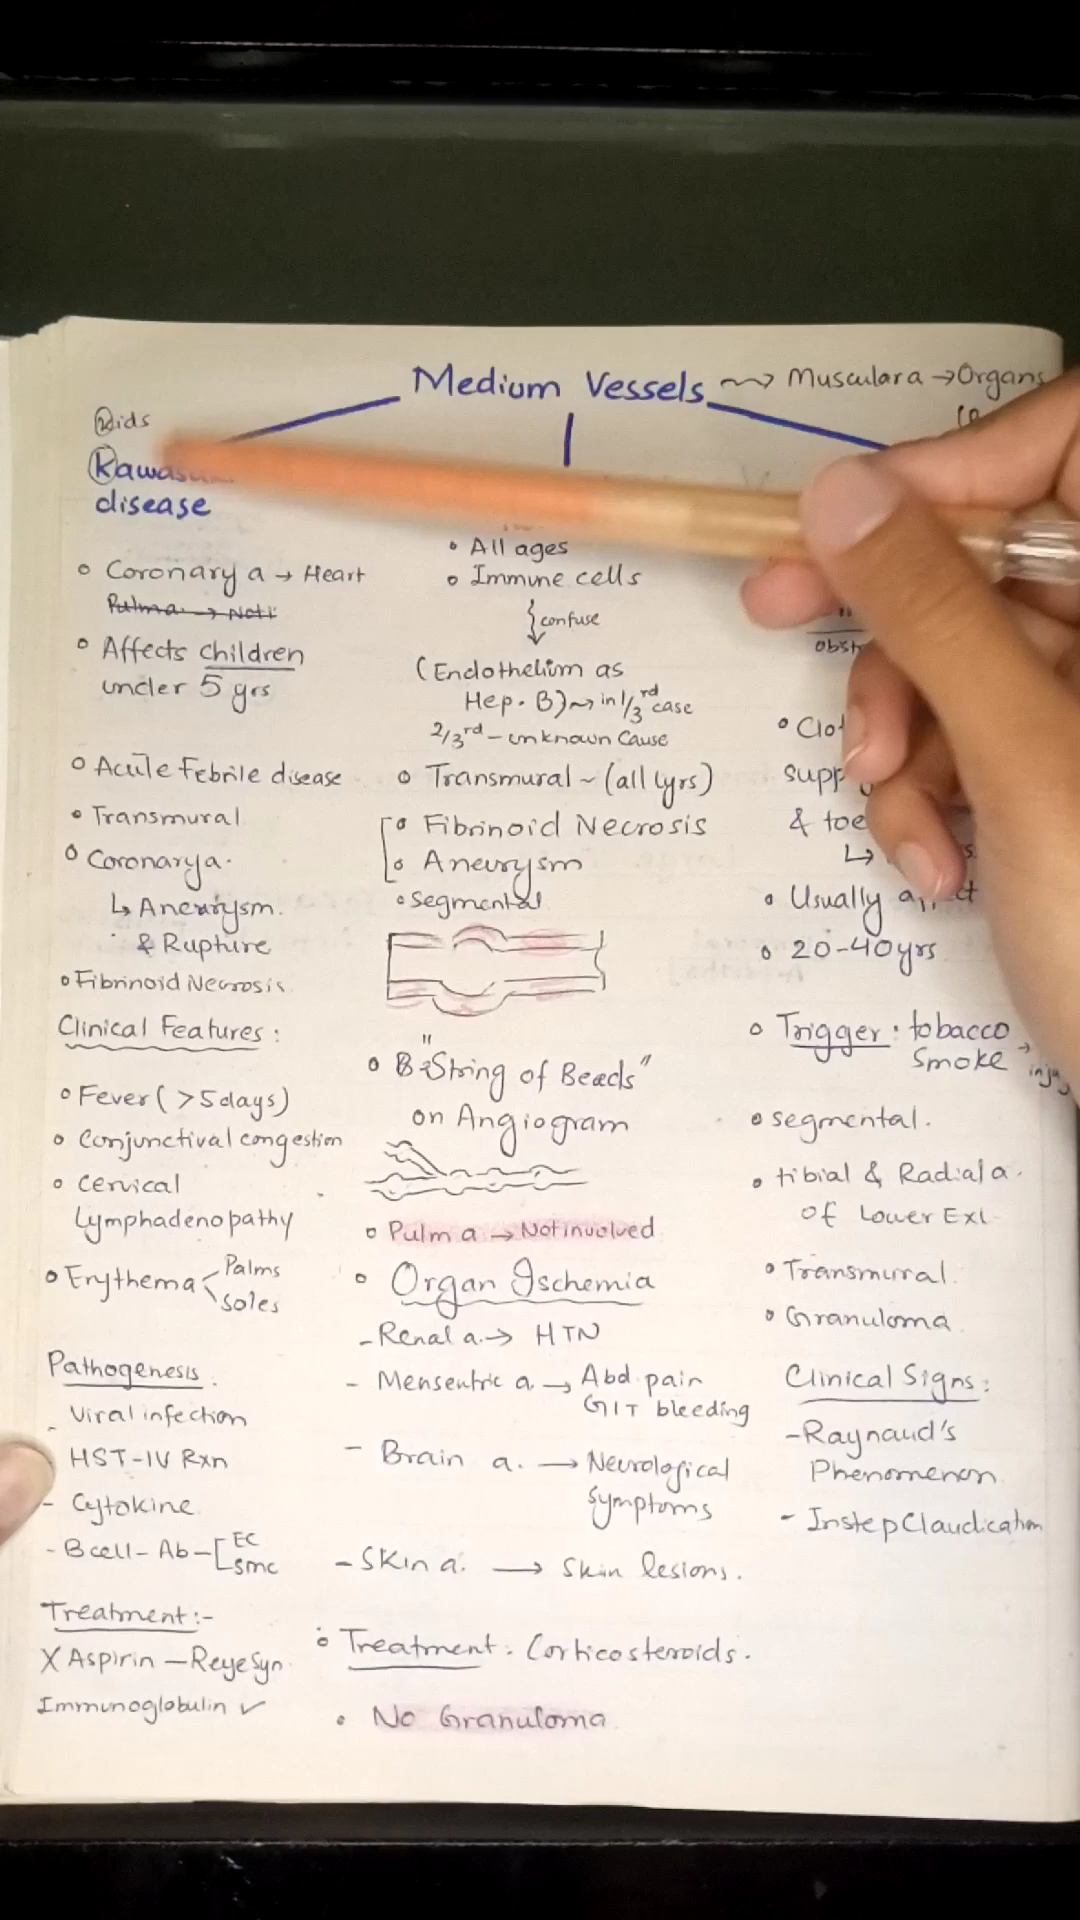 Medium Vessels ~> Muscular a → Organs
Kids
Kawasaki
disease
• Coronary a → Heart
Pulm a. → Not i
• Affects children
under 5 yrs
• Acute Febrile disease
• Transmural
• Coronary a.
↳ Aneurysm.
& Rupture
• Fibrinoid Necrosis
Clinical Features :
• Fever ( >5 days)
• Conjunctival congestion
• Cervical
Lymphadenopathy
• Erythema < Palms
soles
Pathogenesis.
- Viral infection
HST-IV Rxn
- Cytokine
- B cell - Ab - [ EC
smc
Treatment :-
X Aspirin — Reye Syn.
Immunoglobulin ✓
• All ages
• Immune cells
confuse
(Endothelium as
Hep. B) ~> in 1/3rd case
2/3rd - unknown Cause
• Transmural ~ (all lyrs)
• Fibrinoid Necrosis
• Aneurysm
• Segmental
• "String of Beads"
on Angiogram
• Pulm a → Not involved
• Organ Ischemia
- Renal a. → HTN
- Mensentric a → Abd. pain
GIT bleeding
- Brain a. → Neurological
Symptoms
- Skin a. → Skin lesions.
• Treatment : Corticosteroids.
• No Granuloma
& toe
• Usually
• 20-40yrs
• Trigger : tobacco
Smoke →
• segmental.
• tibial & Radial a.
of Lower Ext
• Transmural
• Granuloma
Clinical Signs :
- Raynaud's
Phenomenon
- Instep Claudication